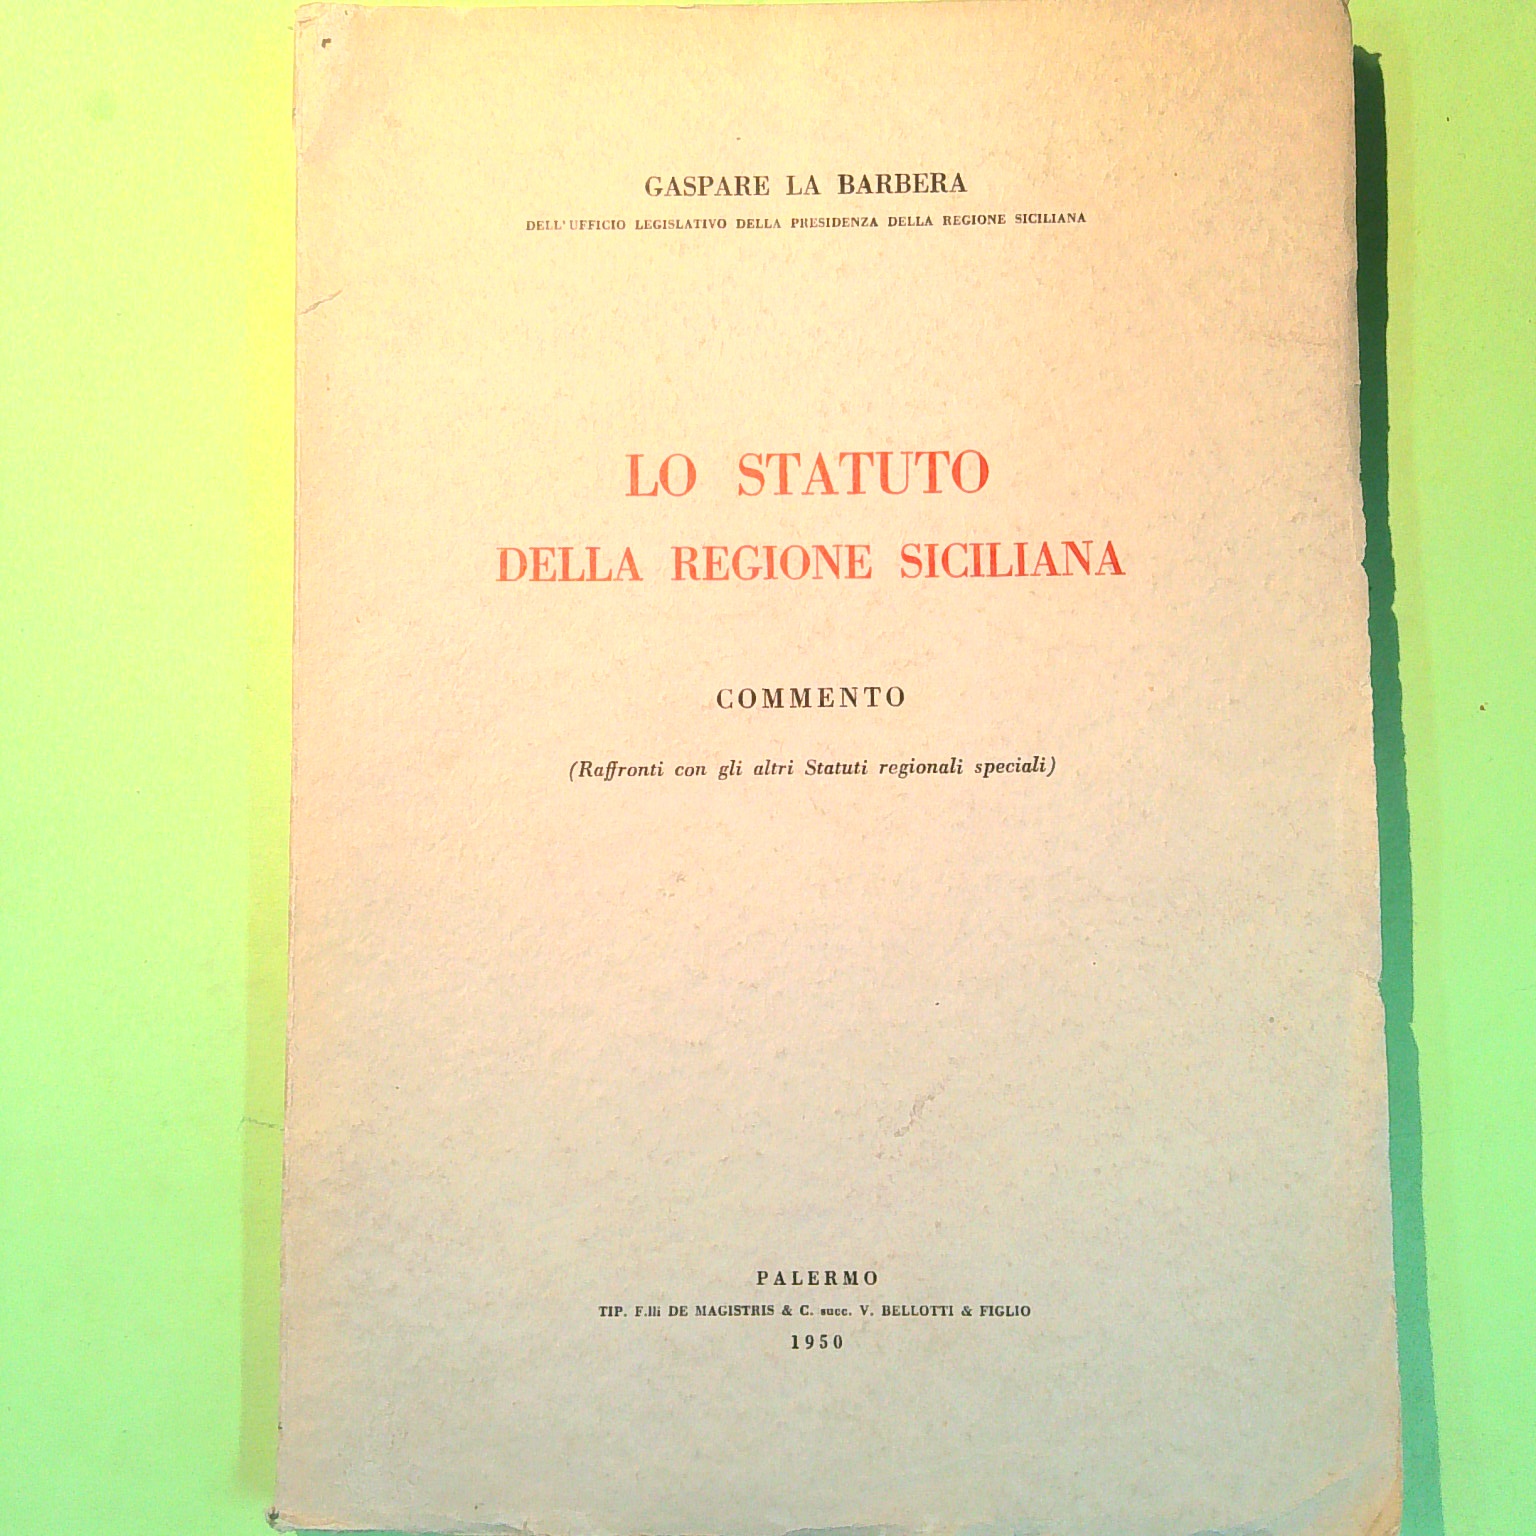 GASPARE LA BARBERA
DELL'UFFICIO LEGISLATIVO DELLA PRESIDENZA DELLA REGIONE SICILIANA
LO STATUTO
DELLA REGIONE SICILIANA
COMMENTO
(Raffronti con gli altri Statuti regionali speciali)
PALERMO
TIP. F.lli DE MAGISTRIS & C. succ. V. BELLOTTI & FIGLIO
1950